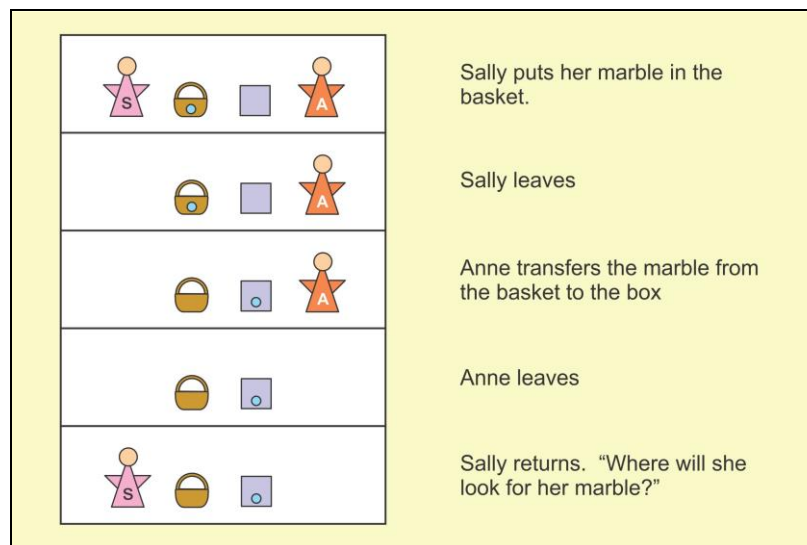 S
A
Sally puts her marble in the
basket.
A
Sally leaves
A
Anne transfers the marble from
the basket to the box
Anne leaves
S
Sally returns. “Where will she
look for her marble?”